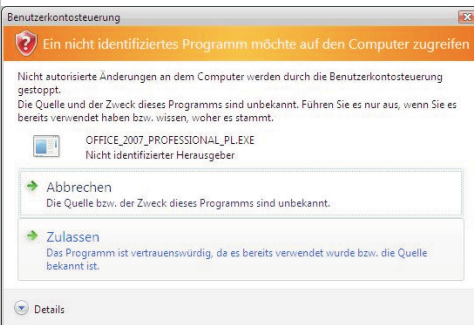 Benutzerkontosteuerung
Ein nicht identifiziertes Programm möchte auf den Computer zugreifen
Nicht autorisierte Änderungen an dem Computer werden durch die Benutzerkontosteuerung
gestoppt.
Die Quelle und der Zweck dieses Programms sind unbekannt. Führen Sie es nur aus, wenn Sie es
bereits verwendet haben bzw. wissen, woher es stammt.
OFFICE_2007_PROFESSIONAL_PL.EXE
Nicht identifizierter Herausgeber
Abbrechen
Die Quelle bzw. der Zweck dieses Programms sind unbekannt.
Zulassen
Das Programm ist vertrauenswürdig, da es bereits verwendet wurde bzw. die Quelle
bekannt ist.
Details